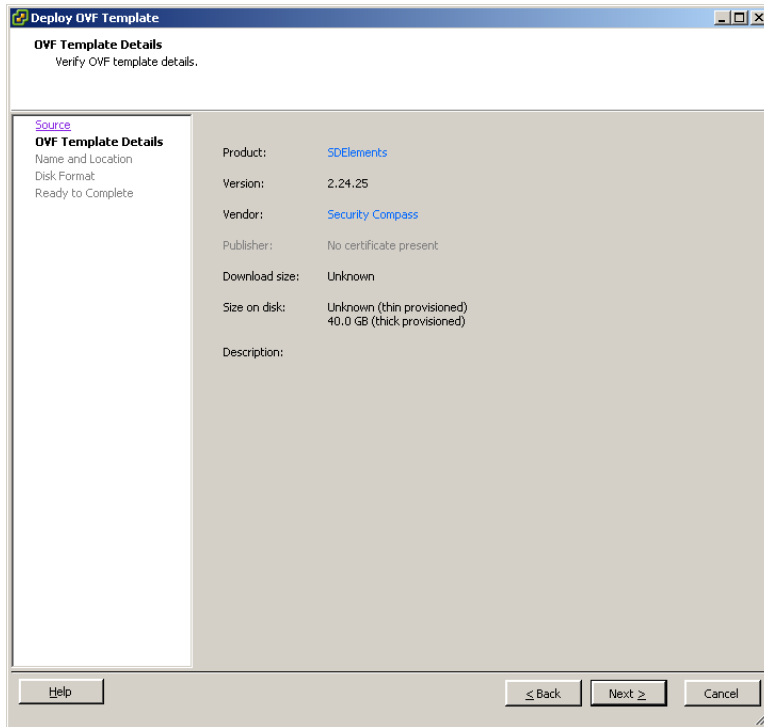 Deploy OVF Template
OVF Template Details
Verify OVF template details.
Source
OVF Template Details
Name and Location
Disk Format
Ready to Complete
Product: SDElements
Version: 2.24.25
Vendor: Security Compass
Publisher: No certificate present
Download size: Unknown
Size on disk: Unknown (thin provisioned)
40.0 GB (thick provisioned)
Description:
Help
< Back
Next >
Cancel